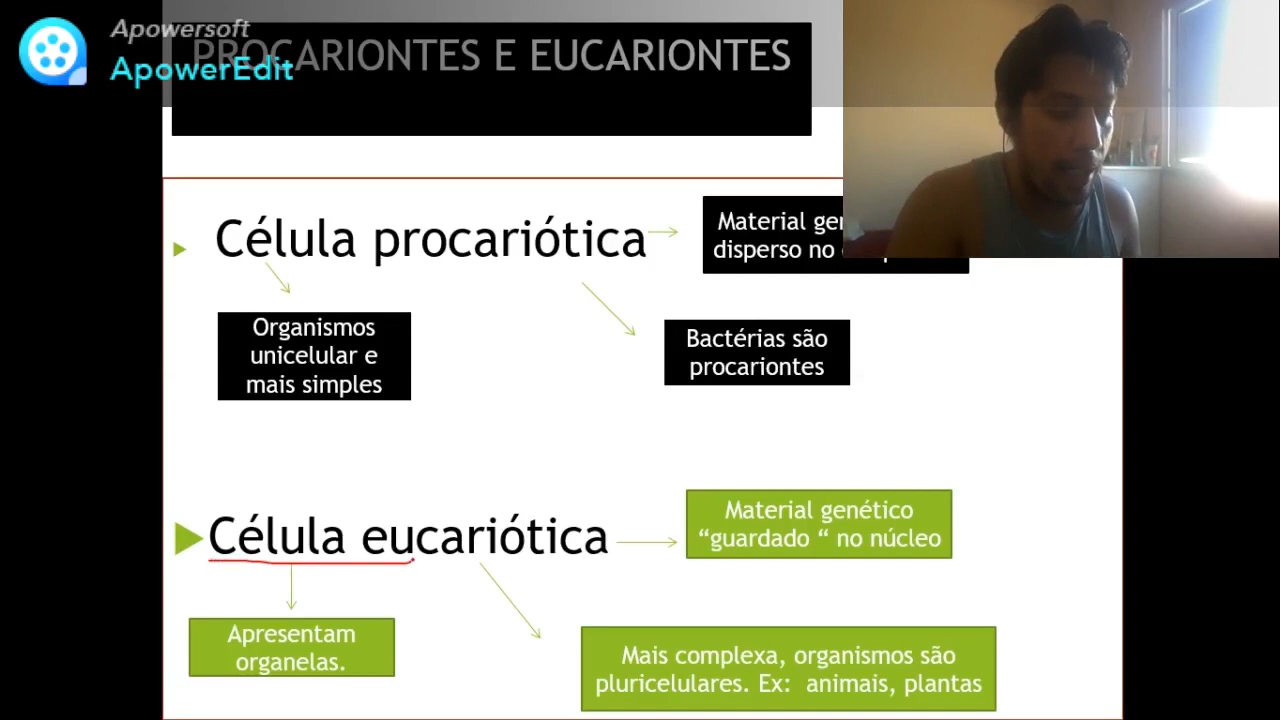 Apowersoft
ApowerEdit
PROCARIONTES E EUCARIONTES
Célula procariótica
Material
disperso no
Organismos
unicelular e
mais simples
Bactérias são
procariontes
Célula eucariótica
Material genético
“guardado “ no núcleo
Apresentam
organelas.
Mais complexa, organismos são
pluricelulares. Ex: animais, plantas